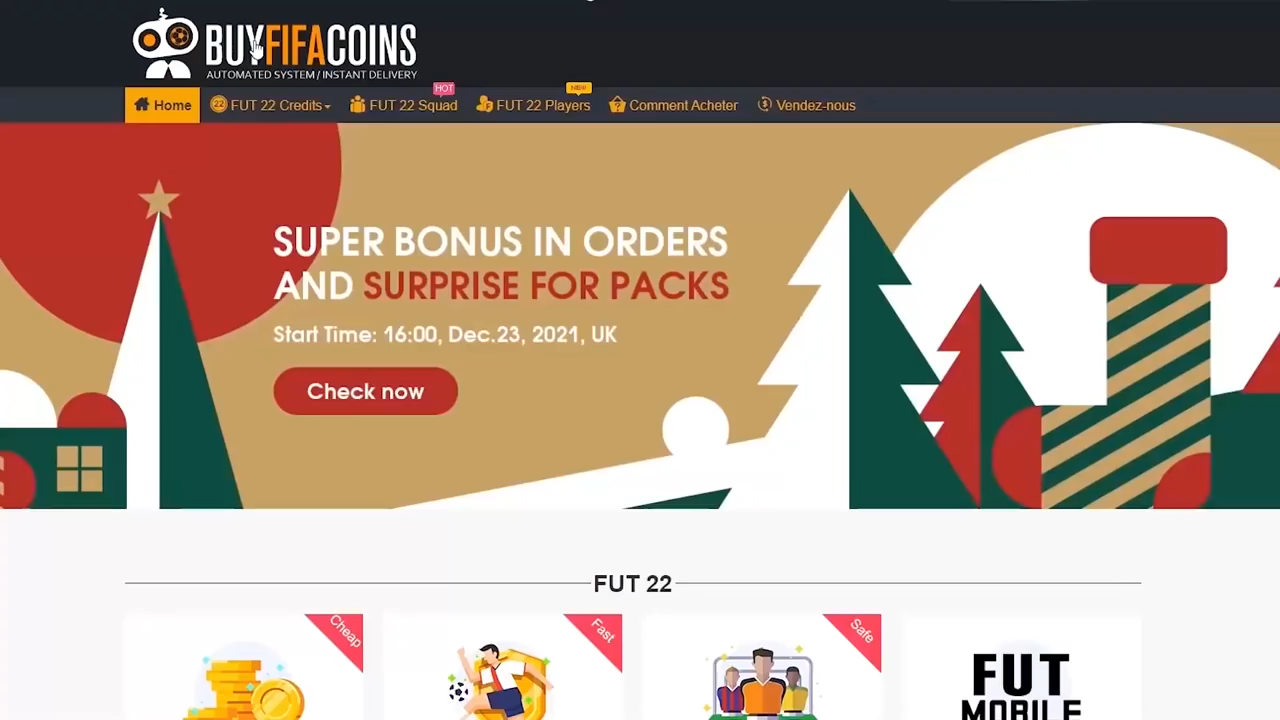 BUYFIFACOINS
AUTOMATED SYSTEM / INSTANT DELIVERY
HOT
NEW
Home
22 FUT 22 Credits
FUT 22 Squad
FUT 22 Players
Comment Acheter
Vendez-nous
SUPER BONUS IN ORDERS
AND SURPRISE FOR PACKS
Start Time: 16:00, Dec.23, 2021, UK
Check now
FUT 22
Cheap
Fast
Safe
FUT
MOBILE